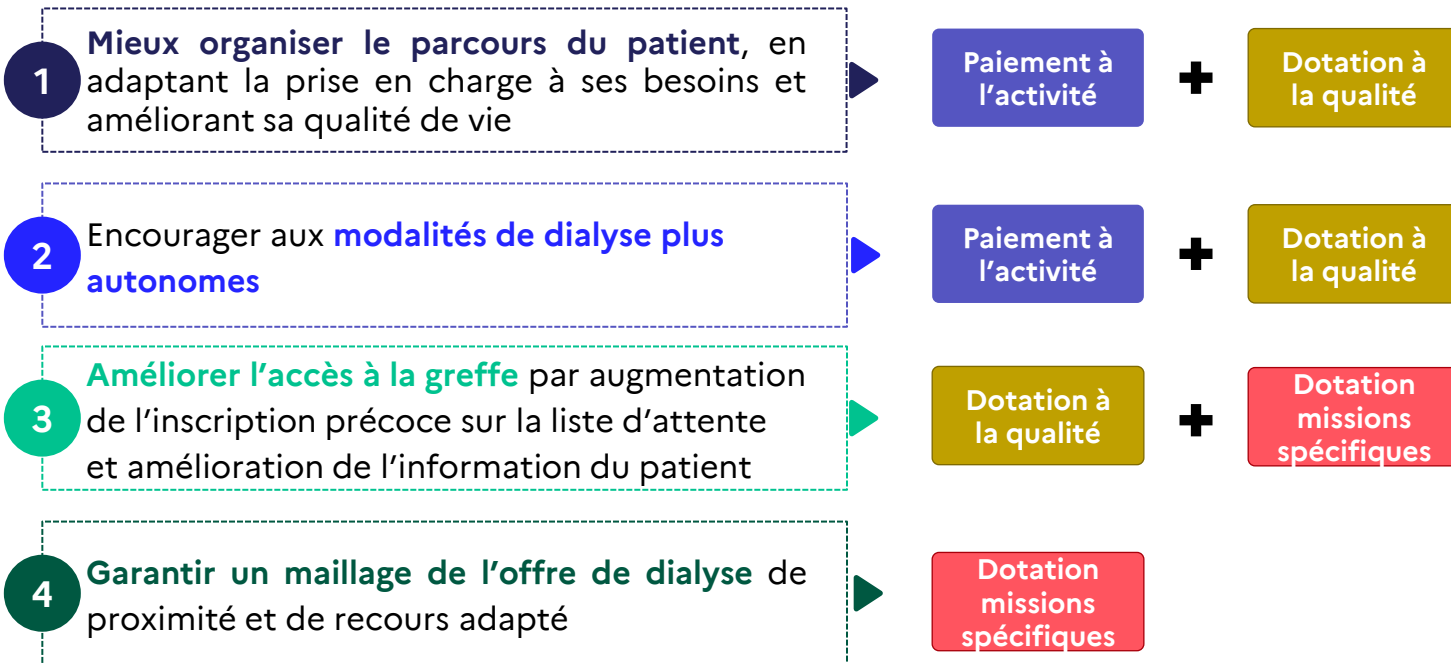 1
Mieux organiser le parcours du patient, en
adaptant la prise en charge à ses besoins et
améliorant sa qualité de vie
Paiement à
l’activité
+
Dotation à
la qualité
2
Encourager aux modalités de dialyse plus
autonomes
Paiement à
l’activité
+
Dotation à
la qualité
3
Améliorer l’accès à la greffe par augmentation
de l’inscription précoce sur la liste d’attente
et amélioration de l’information du patient
Dotation à
la qualité
+
Dotation
missions
spécifiques
4
Garantir un maillage de l’offre de dialyse de
proximité et de recours adapté
Dotation
missions
spécifiques